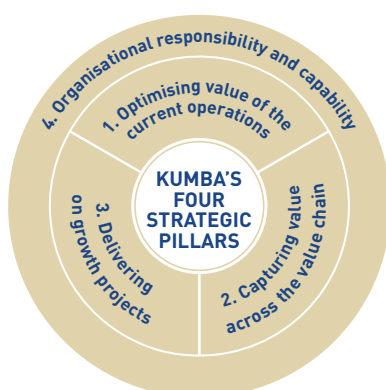 4. Organisational responsibility and capability
1. Optimising value of the
current operations
KUMBA'S
FOUR
STRATEGIC
PILLARS
2. Capturing value
across the value chain
3. Delivering
on growth projects